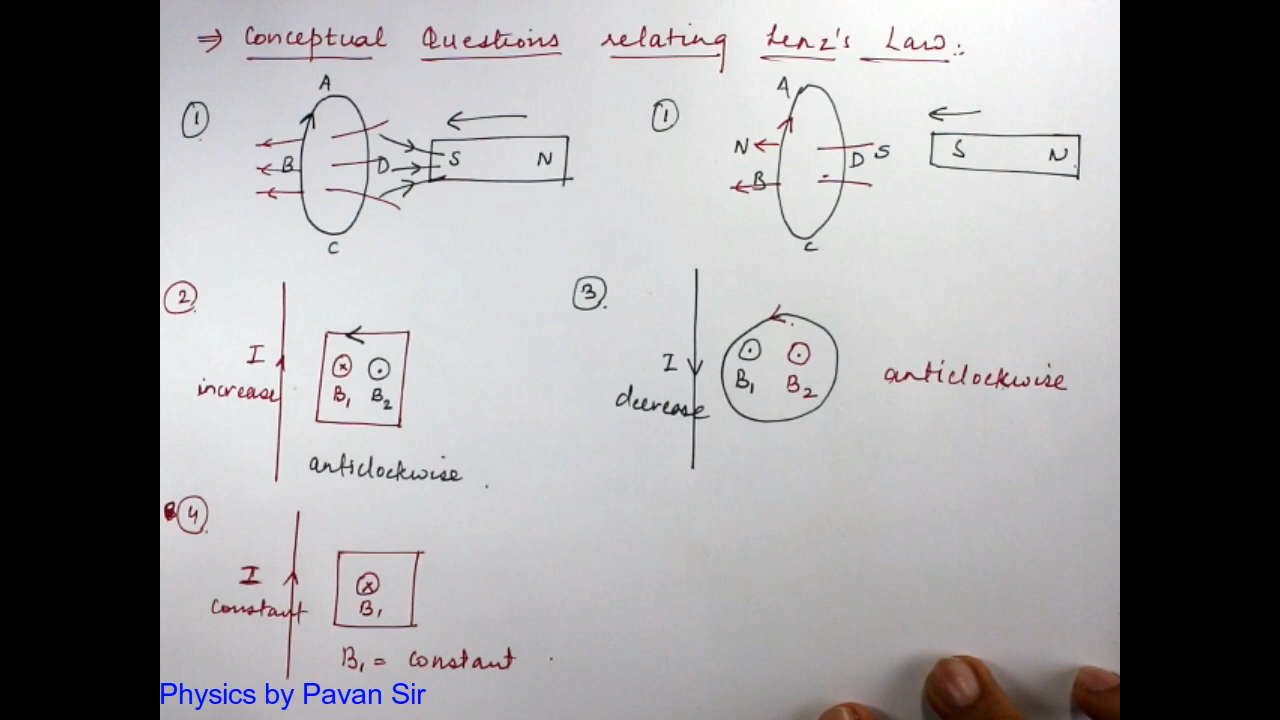 ⇒ Conceptual Questions relating Lenz's Law:
① A
B D S N
C
① A
N D S S N
B
C
②
I
increase
B₁ B₂
anticlockwise
③
I
decrease
B₁ B₂
anticlockwise
④
I
constant
B₁
B₁ = constant
Physics by Pavan Sir